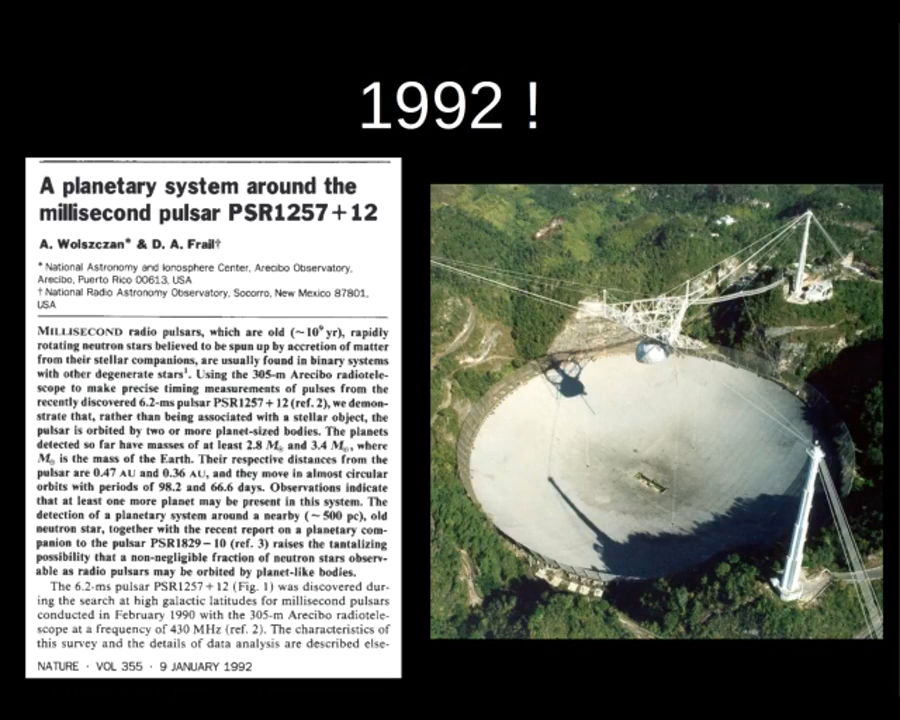 1992 !
A planetary system around the
millisecond pulsar PSR1257+12
A. Wolszczan* & D. A. Frail†
* National Astronomy and Ionosphere Center, Arecibo Observatory,
Arecibo, Puerto Rico 00613, USA
† National Radio Astronomy Observatory, Socorro, New Mexico 87801,
USA
MILLISECOND radio pulsars, which are old (~10⁹ yr), rapidly
rotating neutron stars believed to be spun up by accretion of matter
from their stellar companions, are usually found in binary systems
with other degenerate stars¹. Using the 305-m Arecibo radiotele-
scope to make precise timing measurements of pulses from the
recently discovered 6.2-ms pulsar PSR1257+12 (ref. 2), we demon-
strate that, rather than being associated with a stellar object, the
pulsar is orbited by two or more planet-sized bodies. The planets
detected so far have masses of at least 2.8 M⊕ and 3.4 M⊕, where
M⊕ is the mass of the Earth. Their respective distances from the
pulsar are 0.47 AU and 0.36 AU, and they move in almost circular
orbits with periods of 98.2 and 66.6 days. Observations indicate
that at least one more planet may be present in this system. The
detection of a planetary system around a nearby (~500 pc), old
neutron star, together with the recent report on a planetary com-
panion to the pulsar PSR1829−10 (ref. 3) raises the tantalizing
possibility that a non-negligible fraction of neutron stars observ-
able as radio pulsars may be orbited by planet-like bodies.
The 6.2-ms pulsar PSR1257+12 (Fig. 1) was discovered dur-
ing the search at high galactic latitudes for millisecond pulsars
conducted in February 1990 with the 305-m Arecibo radiotele-
scope at a frequency of 430 MHz (ref. 2). The characteristics of
this survey and the details of data analysis are described else-
NATURE · VOL 355 · 9 JANUARY 1992